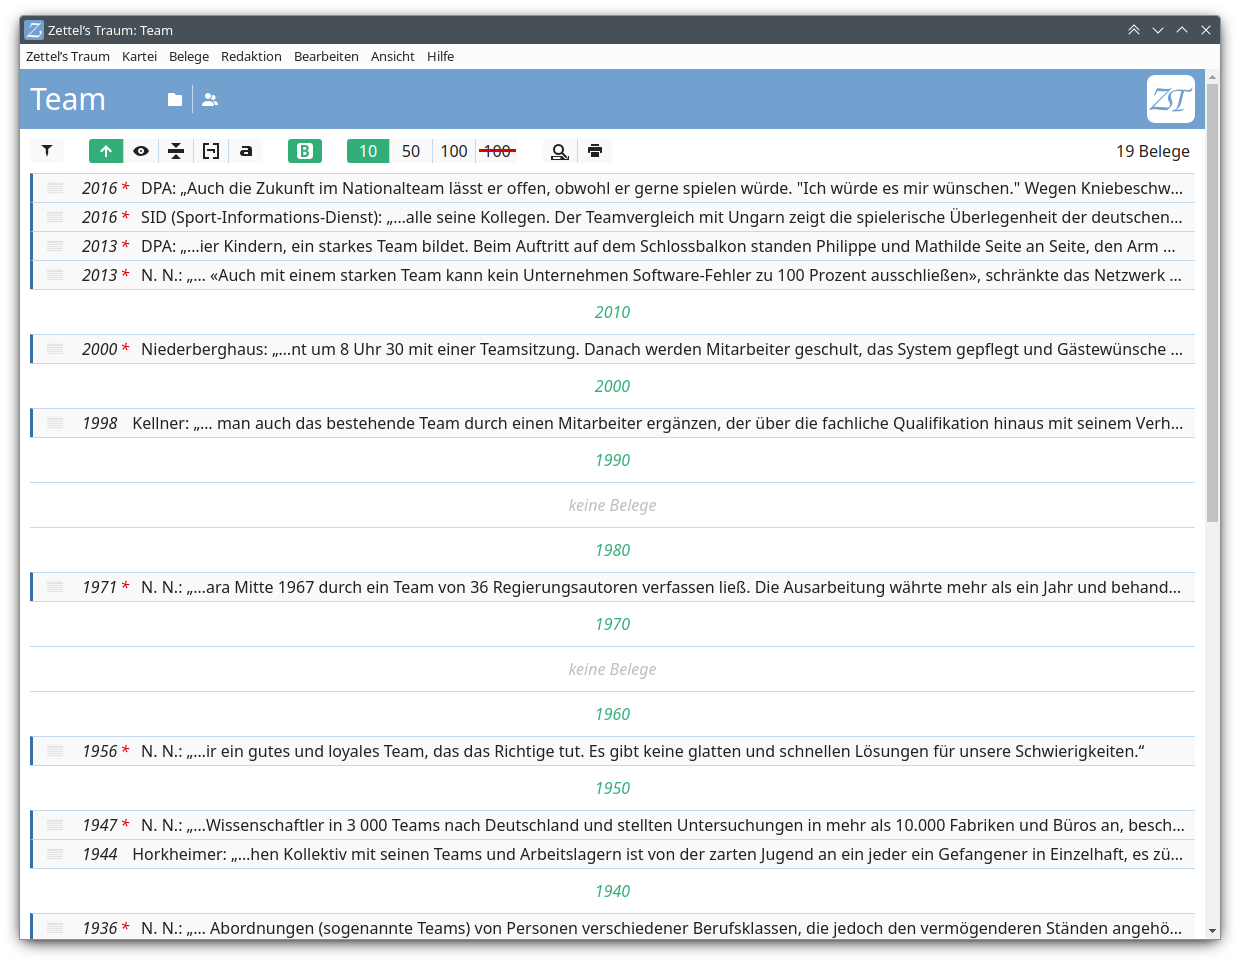 Zettel’s Traum: Team
Zettel’s Traum Kartei Belege Redaktion Bearbeiten Ansicht Hilfe
Team
ZT
B 10 50 100 100 19 Belege
2016 * DPA: „Auch die Zukunft im Nationalteam lässt er offen, obwohl er gerne spielen würde. "Ich würde es mir wünschen." Wegen Kniebeschw…
2016 * SID (Sport-Informations-Dienst): „…alle seine Kollegen. Der Teamvergleich mit Ungarn zeigt die spielerische Überlegenheit der deutschen…
2013 * DPA: „…ier Kindern, ein starkes Team bildet. Beim Auftritt auf dem Schlossbalkon standen Philippe und Mathilde Seite an Seite, den Arm …
2013 * N. N.: „… «Auch mit einem starken Team kann kein Unternehmen Software-Fehler zu 100 Prozent ausschließen», schränkte das Netzwerk …
2010
2000 * Niederberghaus: „…nt um 8 Uhr 30 mit einer Teamsitzung. Danach werden Mitarbeiter geschult, das System gepflegt und Gästewünsche …
2000
1998 Kellner: „… man auch das bestehende Team durch einen Mitarbeiter ergänzen, der über die fachliche Qualifikation hinaus mit seinem Verh…
1990
keine Belege
1980
1971 * N. N.: „…ara Mitte 1967 durch ein Team von 36 Regierungsautoren verfassen ließ. Die Ausarbeitung währte mehr als ein Jahr und behand…
1970
keine Belege
1960
1956 * N. N.: „…ir ein gutes und loyales Team, das das Richtige tut. Es gibt keine glatten und schnellen Lösungen für unsere Schwierigkeiten.“
1950
1947 * N. N.: „…Wissenschaftler in 3 000 Teams nach Deutschland und stellten Untersuchungen in mehr als 10.000 Fabriken und Büros an, besch…
1944 Horkheimer: „…hen Kollektiv mit seinen Teams und Arbeitslagern ist von der zarten Jugend an ein jeder ein Gefangener in Einzelhaft, es zü…
1940
1936 * N. N.: „… Abordnungen (sogenannte Teams) von Personen verschiedener Berufsklassen, die jedoch den vermögenderen Ständen angehö…